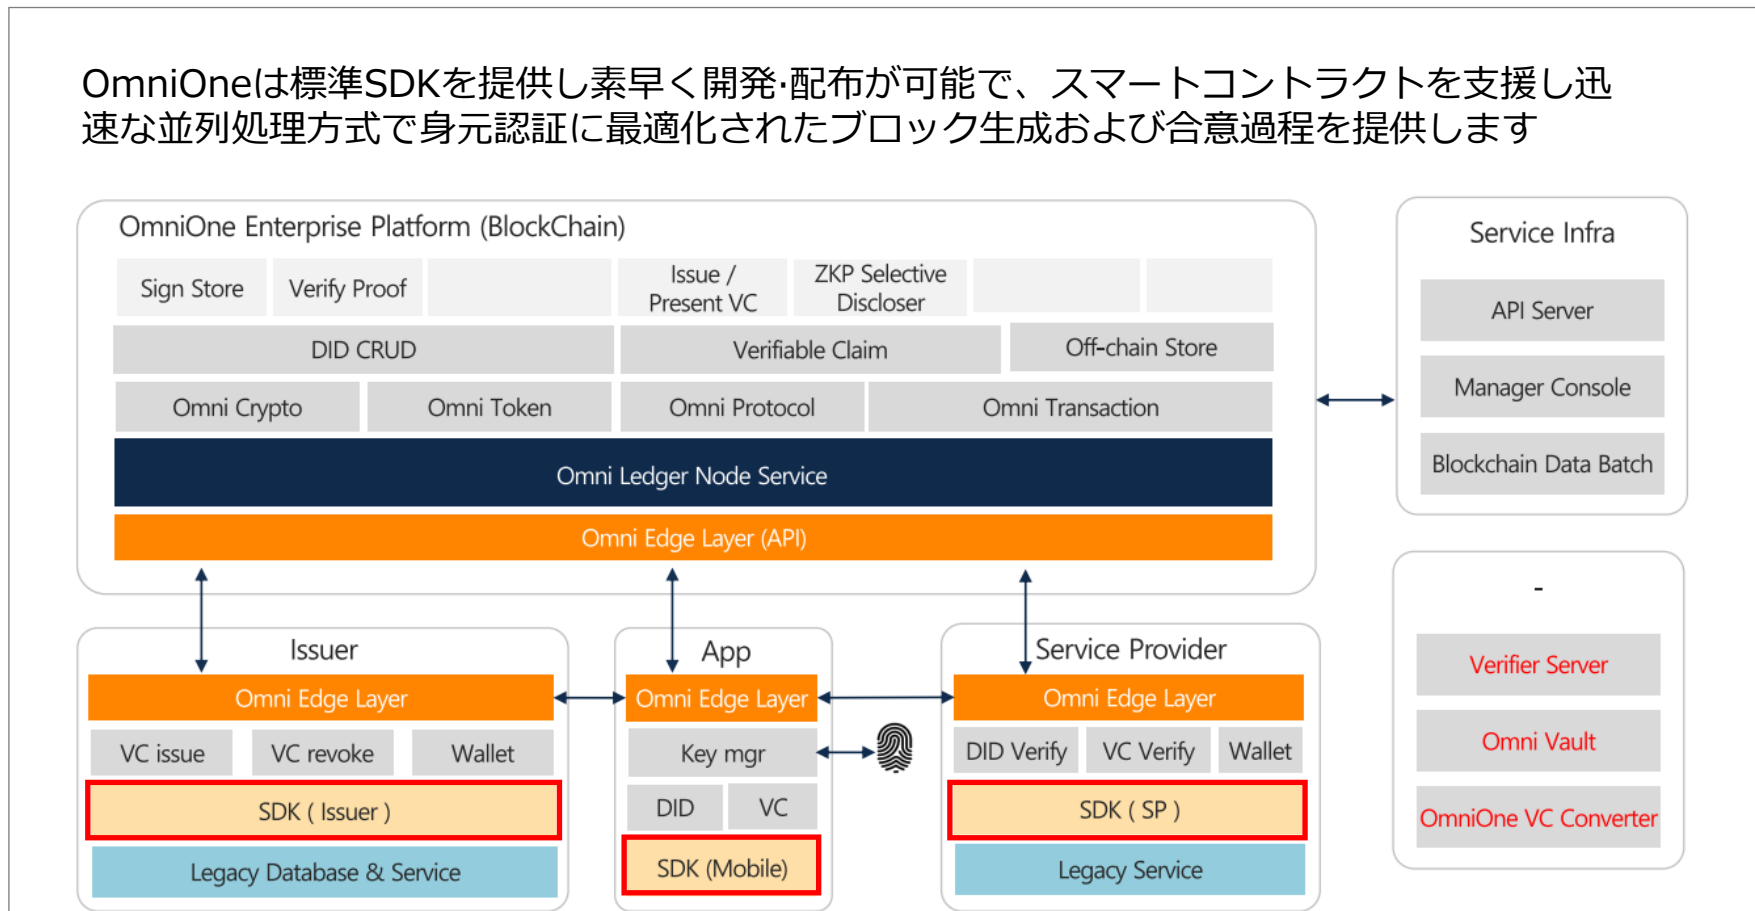 OmniOneは標準SDKを提供し素早く開発·配布が可能で、スマートコントラクトを支援し迅
速な並列処理方式で身元認証に最適化されたブロック生成および合意過程を提供します
OmniOne Enterprise Platform (BlockChain)
Sign Store
Verify Proof
Issue /
Present VC
ZKP Selective
Discloser
DID CRUD
Verifiable Claim
Off-chain Store
Omni Crypto
Omni Token
Omni Protocol
Omni Transaction
Omni Ledger Node Service
Omni Edge Layer (API)
Service Infra
API Server
Manager Console
Blockchain Data Batch
Issuer
Omni Edge Layer
VC issue
VC revoke
Wallet
SDK ( Issuer )
Legacy Database & Service
App
Omni Edge Layer
Key mgr
DID
VC
SDK (Mobile)
Service Provider
Omni Edge Layer
DID Verify
VC Verify
Wallet
SDK ( SP )
Legacy Service
-
Verifier Server
Omni Vault
OmniOne VC Converter